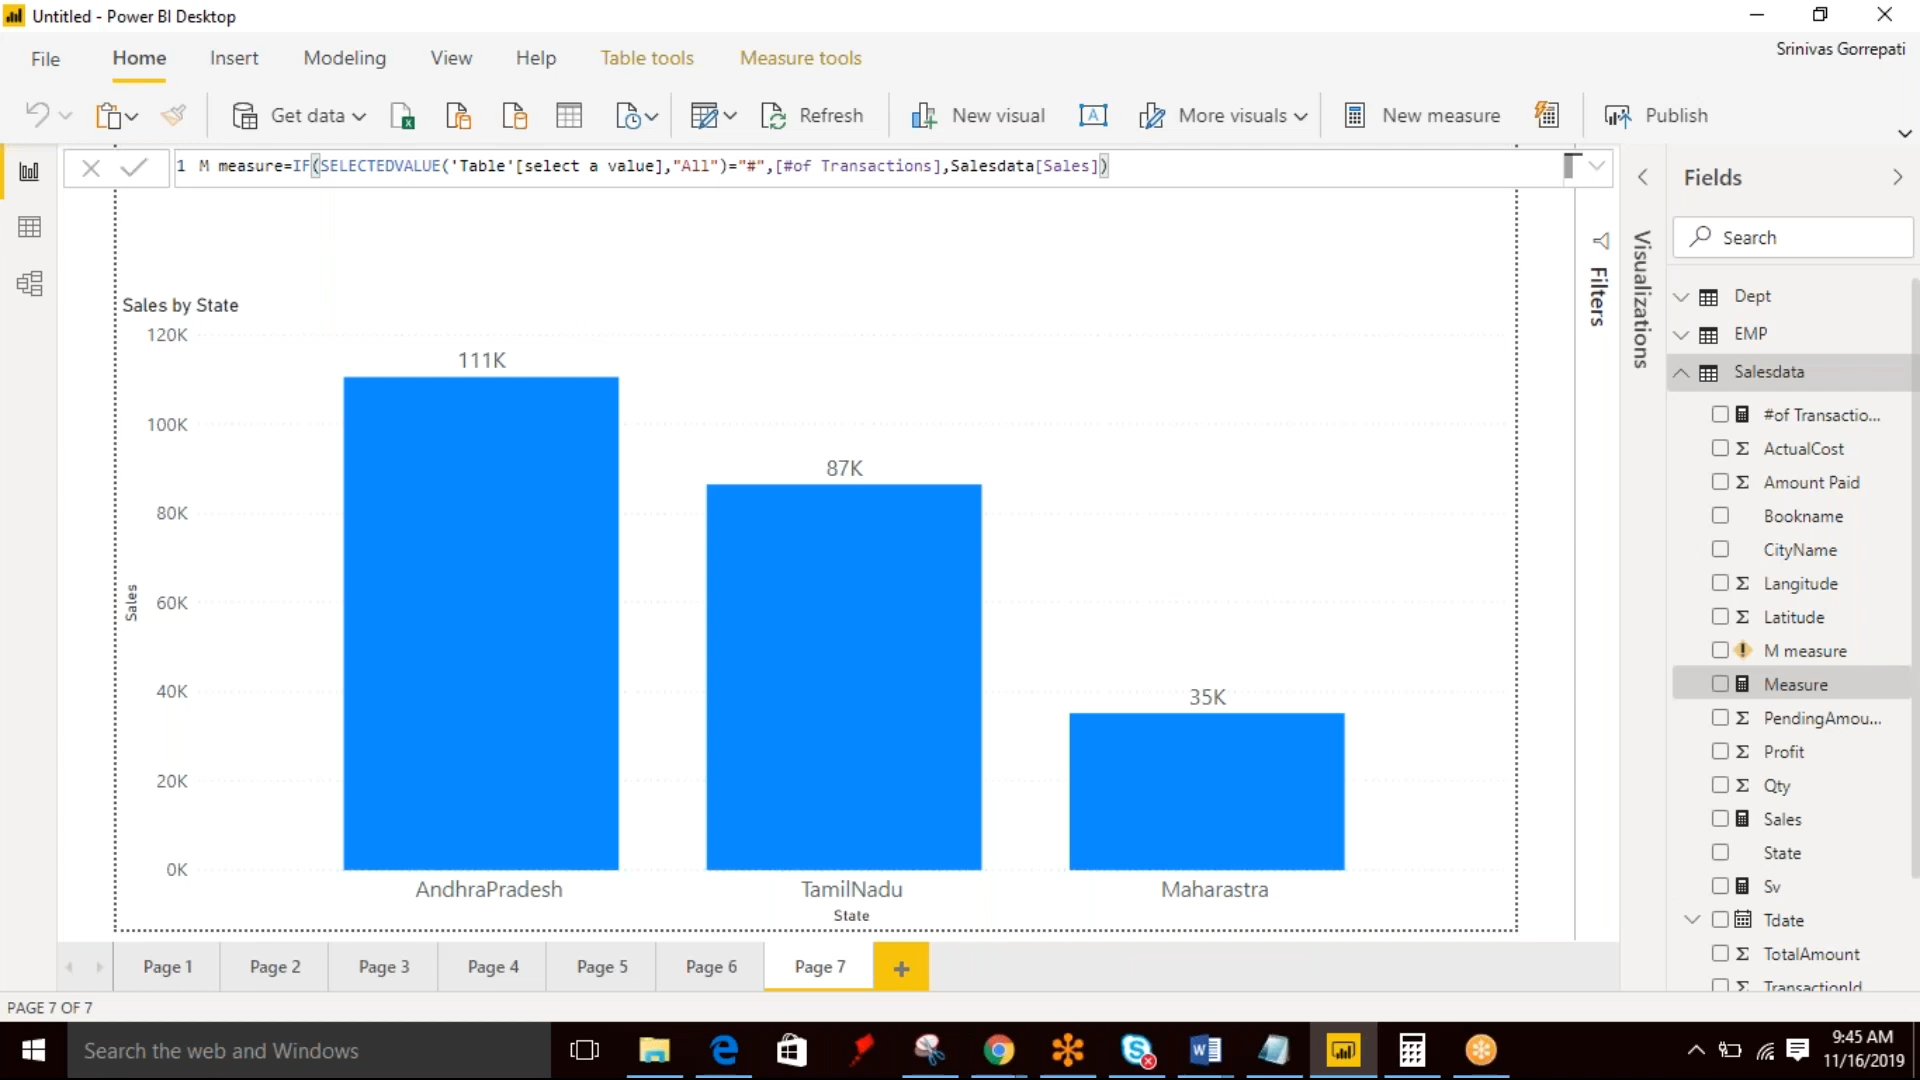 Untitled - Power BI Desktop
Srinivas Gorrepati
File Home Insert Modeling View Help Table tools Measure tools
Get data Refresh New visual A More visuals New measure Publish
1 M measure=IF(SELECTEDVALUE('Table'[select a value],"All")="#",[#of Transactions],Salesdata[Sales])
Sales by State
120K
100K
80K
60K
40K
20K
0K
Sales
111K
87K
35K
AndhraPradesh TamilNadu Maharastra
State
Filters
Visualizations
Fields
Search
Dept
EMP
Salesdata
#of Transactio...
ActualCost
Amount Paid
Bookname
CityName
Langitude
Latitude
M measure
Measure
PendingAmou...
Profit
Qty
Sales
State
Sv
Tdate
TotalAmount
TransactionId
Page 1 Page 2 Page 3 Page 4 Page 5 Page 6 Page 7 +
PAGE 7 OF 7
Search the web and Windows
9:45 AM
11/16/2019